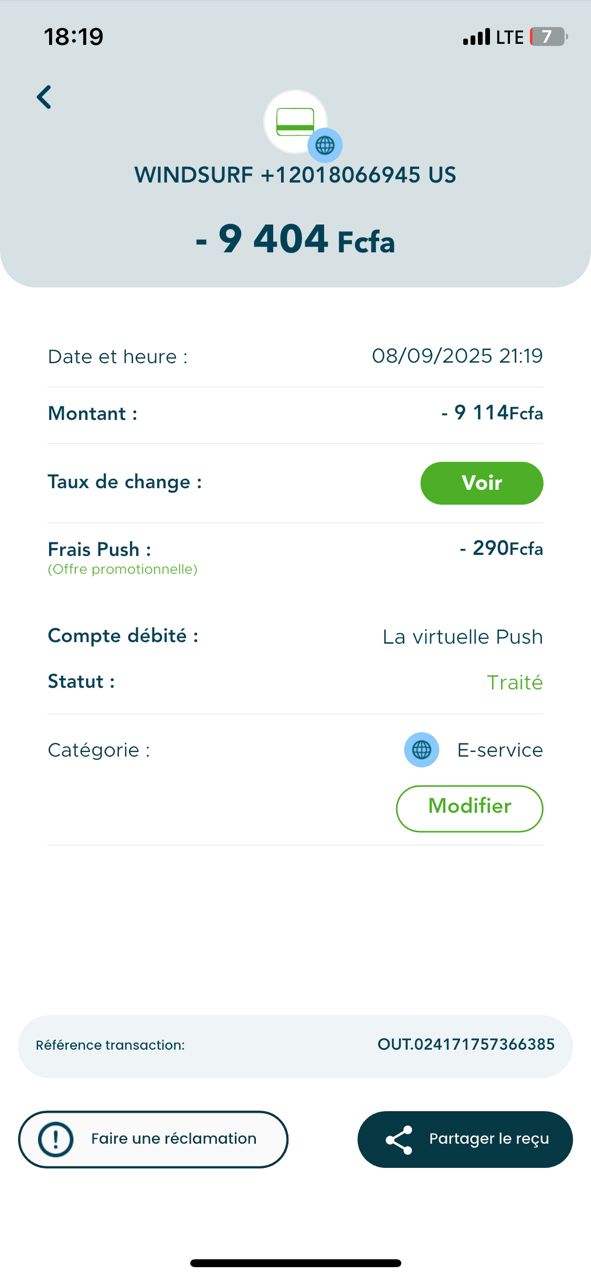 18:19 LTE 7
WINDSURF +12018066945 US
- 9 404 Fcfa
Date et heure : 08/09/2025 21:19
Montant : - 9 114Fcfa
Taux de change : Voir
Frais Push : - 290Fcfa
(Offre promotionnelle)
Compte débité : La virtuelle Push
Statut : Traité
Catégorie : E-service
Modifier
Référence transaction: OUT.024171757366385
! Faire une réclamation Partager le reçu